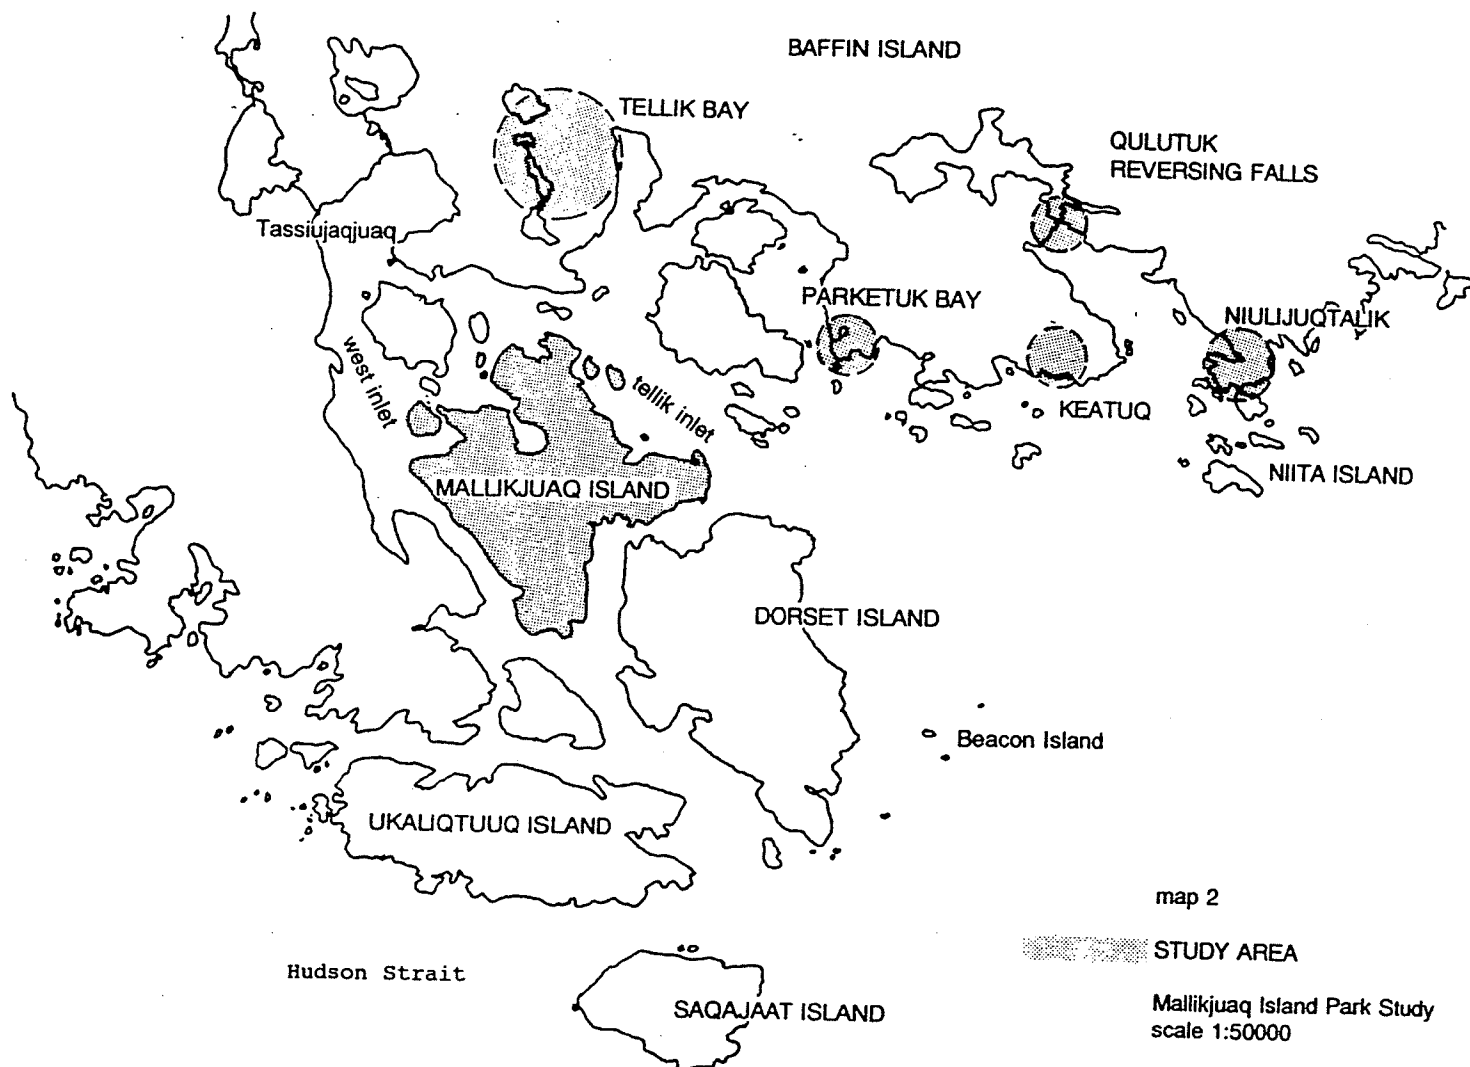 BAFFIN ISLAND
TELLIK BAY
QULUTUK
REVERSING FALLS
Tassiujaqjuaq
PARKETUK BAY
NIULIJUQTALIK
west inlet
tellik inlet
KEATUQ
NIITA ISLAND
MALLIKJUAQ ISLAND
DORSET ISLAND
Beacon Island
UKALIQTUUQ ISLAND
map 2
STUDY AREA
Hudson Strait
SAQAJAAT ISLAND
Mallikjuaq Island Park Study
scale 1:50000